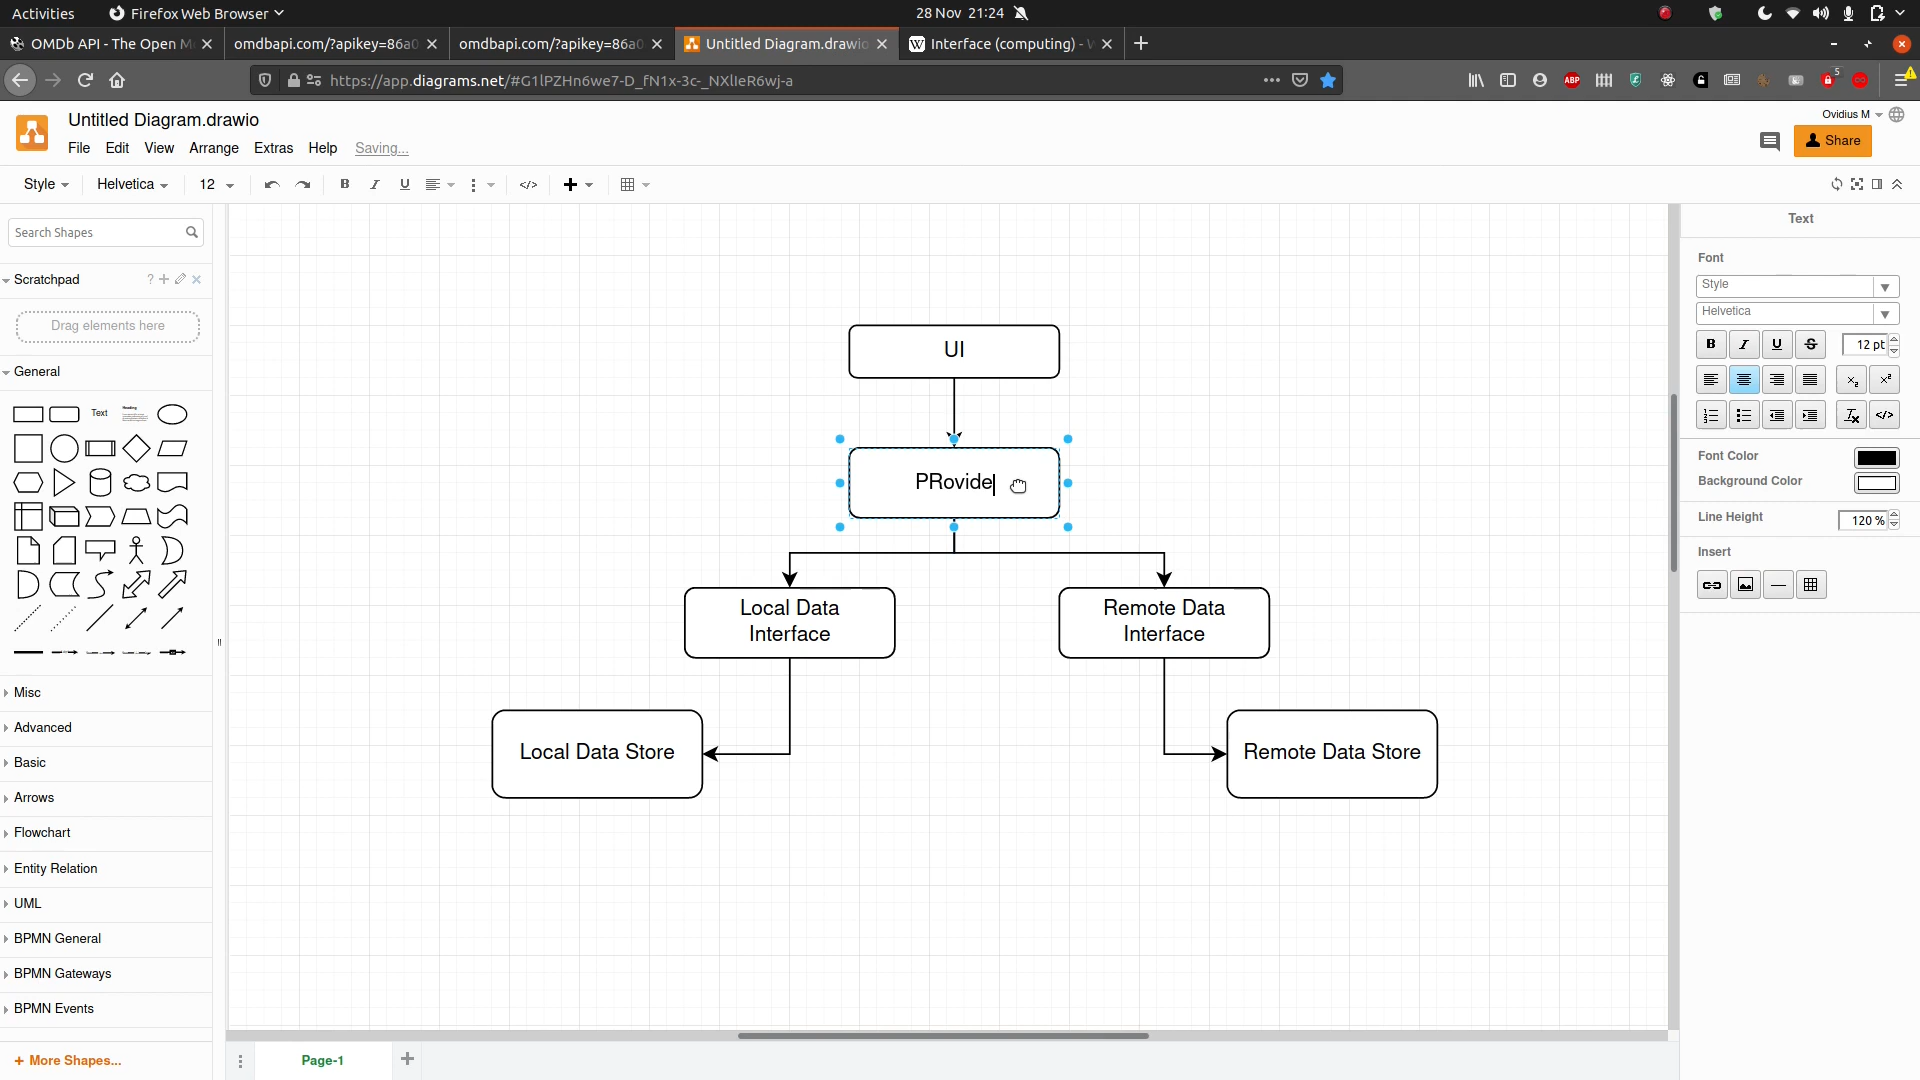 Activities
Firefox Web Browser
28 Nov 21:24
OMDb API - The Open M
omdbapi.com/?apikey=86a0
omdbapi.com/?apikey=86a0
Untitled Diagram.drawio
Interface (computing) - W
https://app.diagrams.net/#G1lPZHn6we7-D_fN1x-3c-_NXlIeR6wj-a
ABP
5
Untitled Diagram.drawio
Ovidius M
File Edit View Arrange Extras Help Saving...
Share
Style
Helvetica
12
B I U
</>
Search Shapes
Scratchpad
?
Drag elements here
General
Text
Heading
Misc
Advanced
Basic
Arrows
Flowchart
Entity Relation
UML
BPMN General
BPMN Gateways
BPMN Events
+ More Shapes...
UI
PRovide
Local Data
Interface
Remote Data
Interface
Local Data Store
Remote Data Store
Page-1
Text
Font
Style
Helvetica
B I U S
12 pt
Font Color
Background Color
Line Height
120 %
Insert